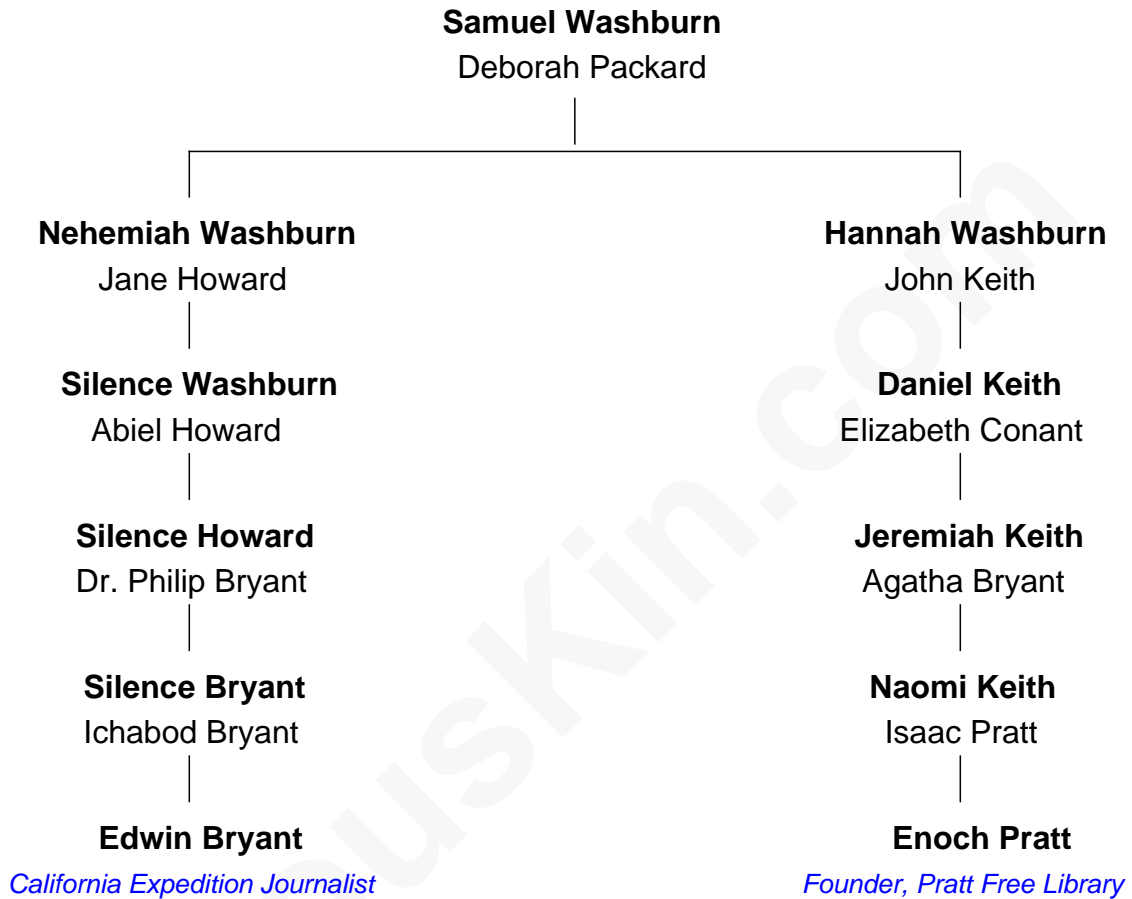 Samuel Washburn
Deborah Packard
Nehemiah Washburn
Jane Howard
Hannah Washburn
John Keith
Silence Washburn
Abiel Howard
Daniel Keith
Elizabeth Conant
Silence Howard
Dr. Philip Bryant
Jeremiah Keith
Agatha Bryant
Silence Bryant
Ichabod Bryant
Naomi Keith
Isaac Pratt
Edwin Bryant
California Expedition Journalist
Enoch Pratt
Founder, Pratt Free Library
usKin.com